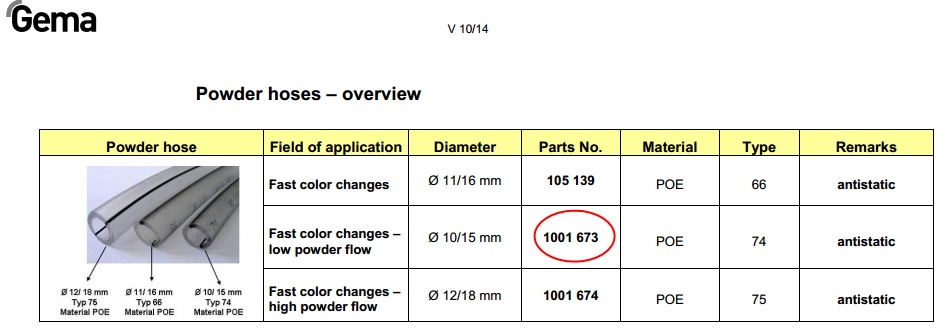 Gema
V 10/14
Powder hoses – overview
Powder hose Field of application Diameter Parts No. Material Type Remarks
Fast color changes Ø 11/16 mm 105 139 POE 66 antistatic
Fast color changes –
low powder flow Ø 10/15 mm 1001 673 POE 74 antistatic
Fast color changes –
high powder flow Ø 12/18 mm 1001 674 POE 75 antistatic
Ø 12/ 18 mm Ø 11/ 16 mm Ø 10/ 15 mm
Typ 75 Typ 66 Typ 74
Material POE Material POE Material POE